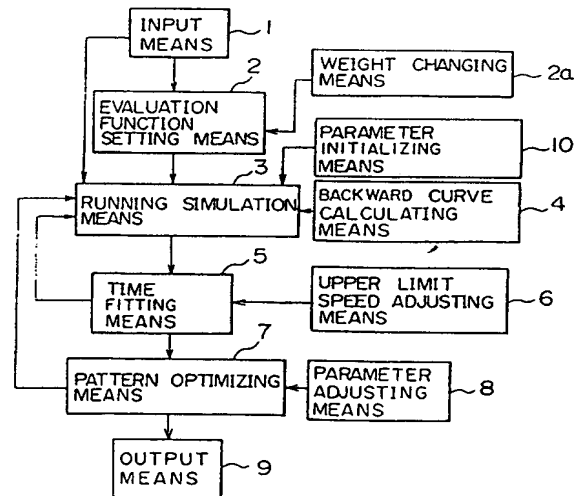 INPUT
MEANS
1
2
EVALUATION
FUNCTION
SETTING MEANS
WEIGHT CHANGING
MEANS
2a
PARAMETER
INITIALIZING
MEANS
10
3
RUNNING SIMULATION
MEANS
BACKWARD CURVE
CALCULATING
MEANS
4
5
TIME
FITTING
MEANS
UPPER LIMIT
SPEED ADJUSTING
MEANS
6
7
PATTERN OPTIMIZING
MEANS
PARAMETER
ADJUSTING
MEANS
8
OUTPUT
MEANS
9